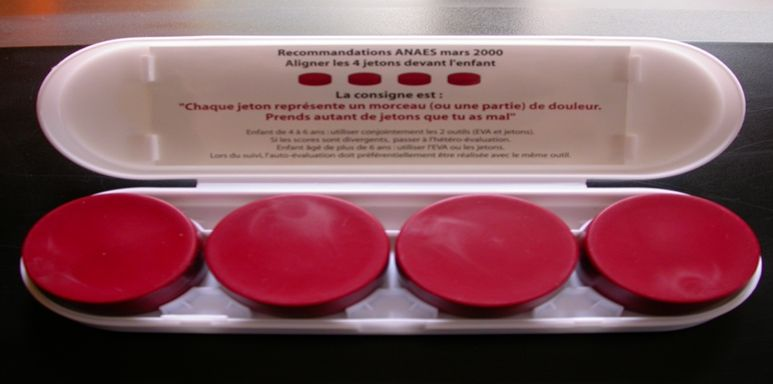 Recommandations ANAES mars 2000
Aligner les 4 jetons devant l'enfant
La consigne est :
"Chaque jeton représente un morceau (ou une partie) de douleur.
Prends autant de jetons que tu as mal"
Enfant de 4 à 6 ans : utiliser conjointement les 2 outils (EVA et jetons).
Si les scores sont divergents, passer à l'hétéro-évaluation.
Enfant âgé de plus de 6 ans : utiliser l'EVA ou les jetons.
Lors du suivi, l'auto-évaluation doit préférentiellement être réalisée avec le même outil.